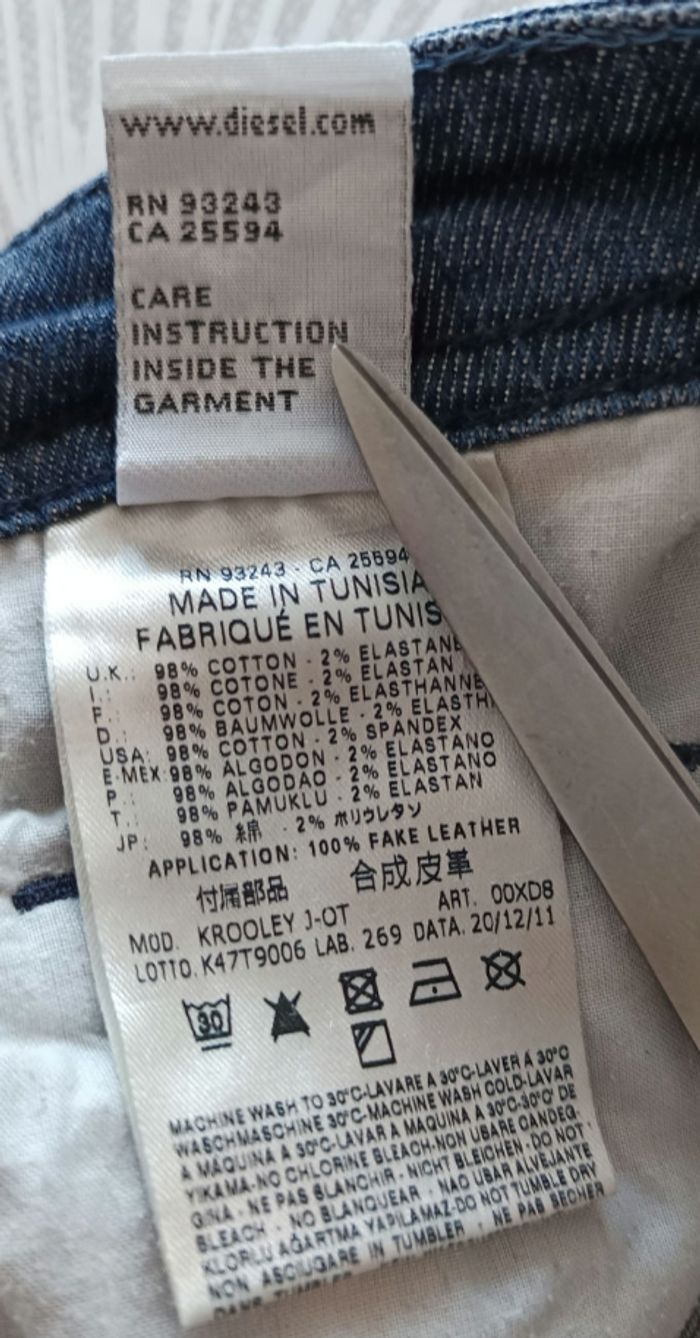 www.diesel.com
RN 93243
CA 25594
CARE
INSTRUCTION
INSIDE THE
GARMENT
RN 93243 - CA 25594
MADE IN TUNISIA
FABRIQUÉ EN TUNIS
U.K.: 98% COTTON - 2% ELASTANE
I.: 98% COTONE - 2% ELASTAN
F.: 98% COTON - 2% ELASTHANNE
D.: 98% BAUMWOLLE - 2% ELASTH
USA: 98% COTTON - 2% SPANDEX
E-MEX: 98% ALGODON - 2% ELASTANO
P.: 98% ALGODAO - 2% ELASTANO
T.: 98% PAMUKLU - 2% ELASTAN
JP: 98% 綿 - 2% ポリウレタン
APPLICATION: 100% FAKE LEATHER
付属部品 合成皮革
MOD. KROOLEY J-OT ART. 00XD8
LOTTO. K47T9006 LAB. 269 DATA. 20/12/11
30
MACHINE WASH TO 30°C-LAVARE A 30°C-LAVER A 30°C
WASCHMASCHINE 30°C-MACHINE WASH COLD-LAVAR
A MAQUINA A 30°C-LAVAR A MAQUINA A 30°C-30°C' DE
YIKAMA-NO CHLORINE BLEACH-NON USARE CANDEG-
GINA - NE PAS BLANCHIR - NICHT BLEICHEN - DO NOT
BLEACH - NO BLANQUEAR - NAO USAR ALVEJANTE
KLORLU AĞARTMA YAPILAMAZ-DO NOT TUMBLE DRY
NON ASCIUGARE IN TUMBLER - NE PAS SECHER
DANS TUMBLER